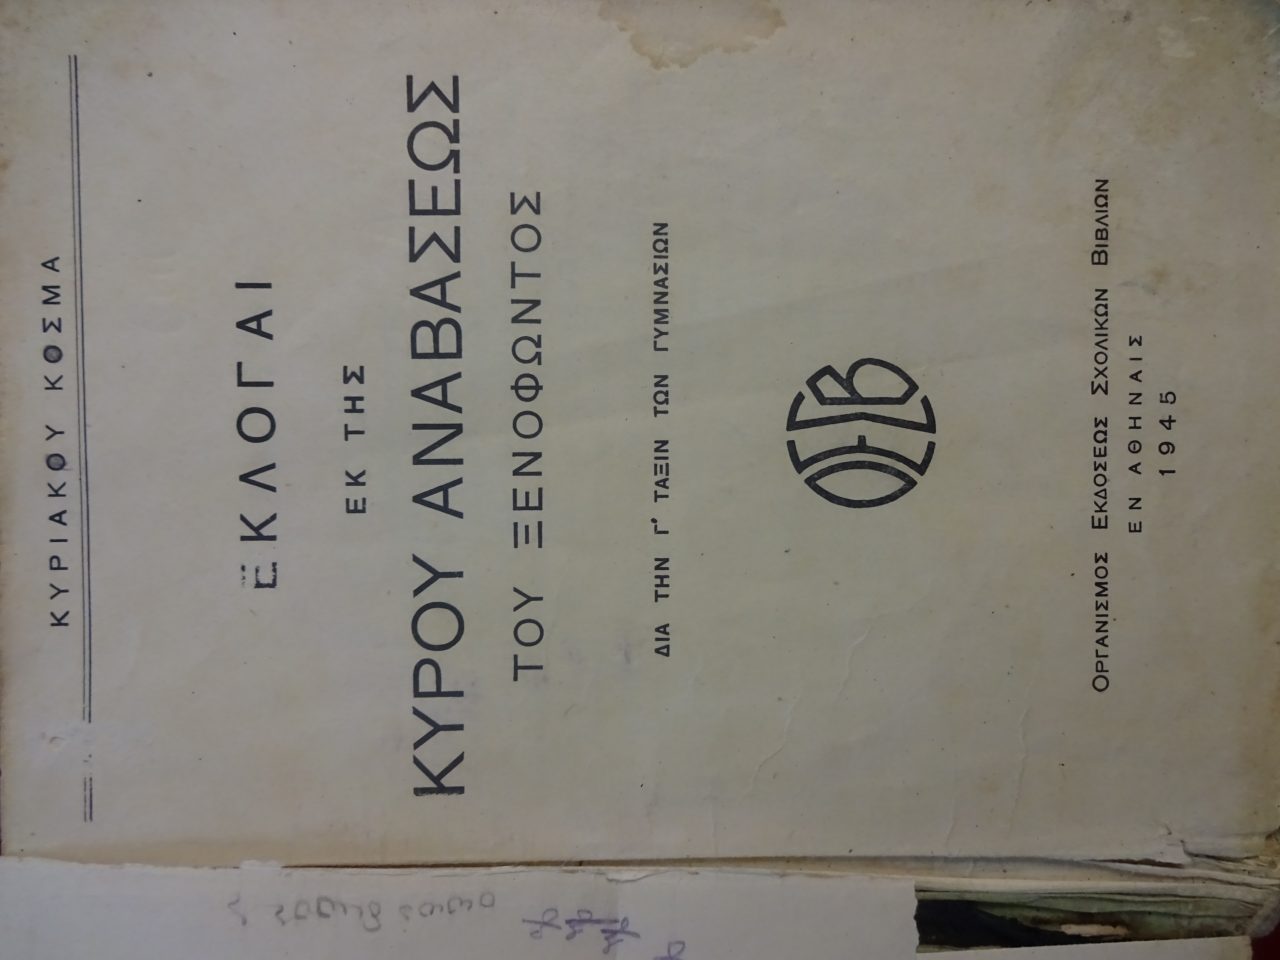 ΚΥΡΙΑΚΟΥ ΚΟΣΜΑ
ΕΚΛΟΓΑΙ
ΕΚ ΤΗΣ
ΚΥΡΟΥ ΑΝΑΒΑΣΕΩΣ
ΤΟΥ ΞΕΝΟΦΩΝΤΟΣ
ΔΙΑ ΤΗΝ Γ' ΤΑΞΙΝ ΤΩΝ ΓΥΜΝΑΣΙΩΝ
ΟΕΣΒ
ΟΡΓΑΝΙΣΜΟΣ ΕΚΔΟΣΕΩΣ ΣΧΟΛΙΚΩΝ ΒΙΒΛΙΩΝ
ΕΝ ΑΘΗΝΑΙΣ
1945